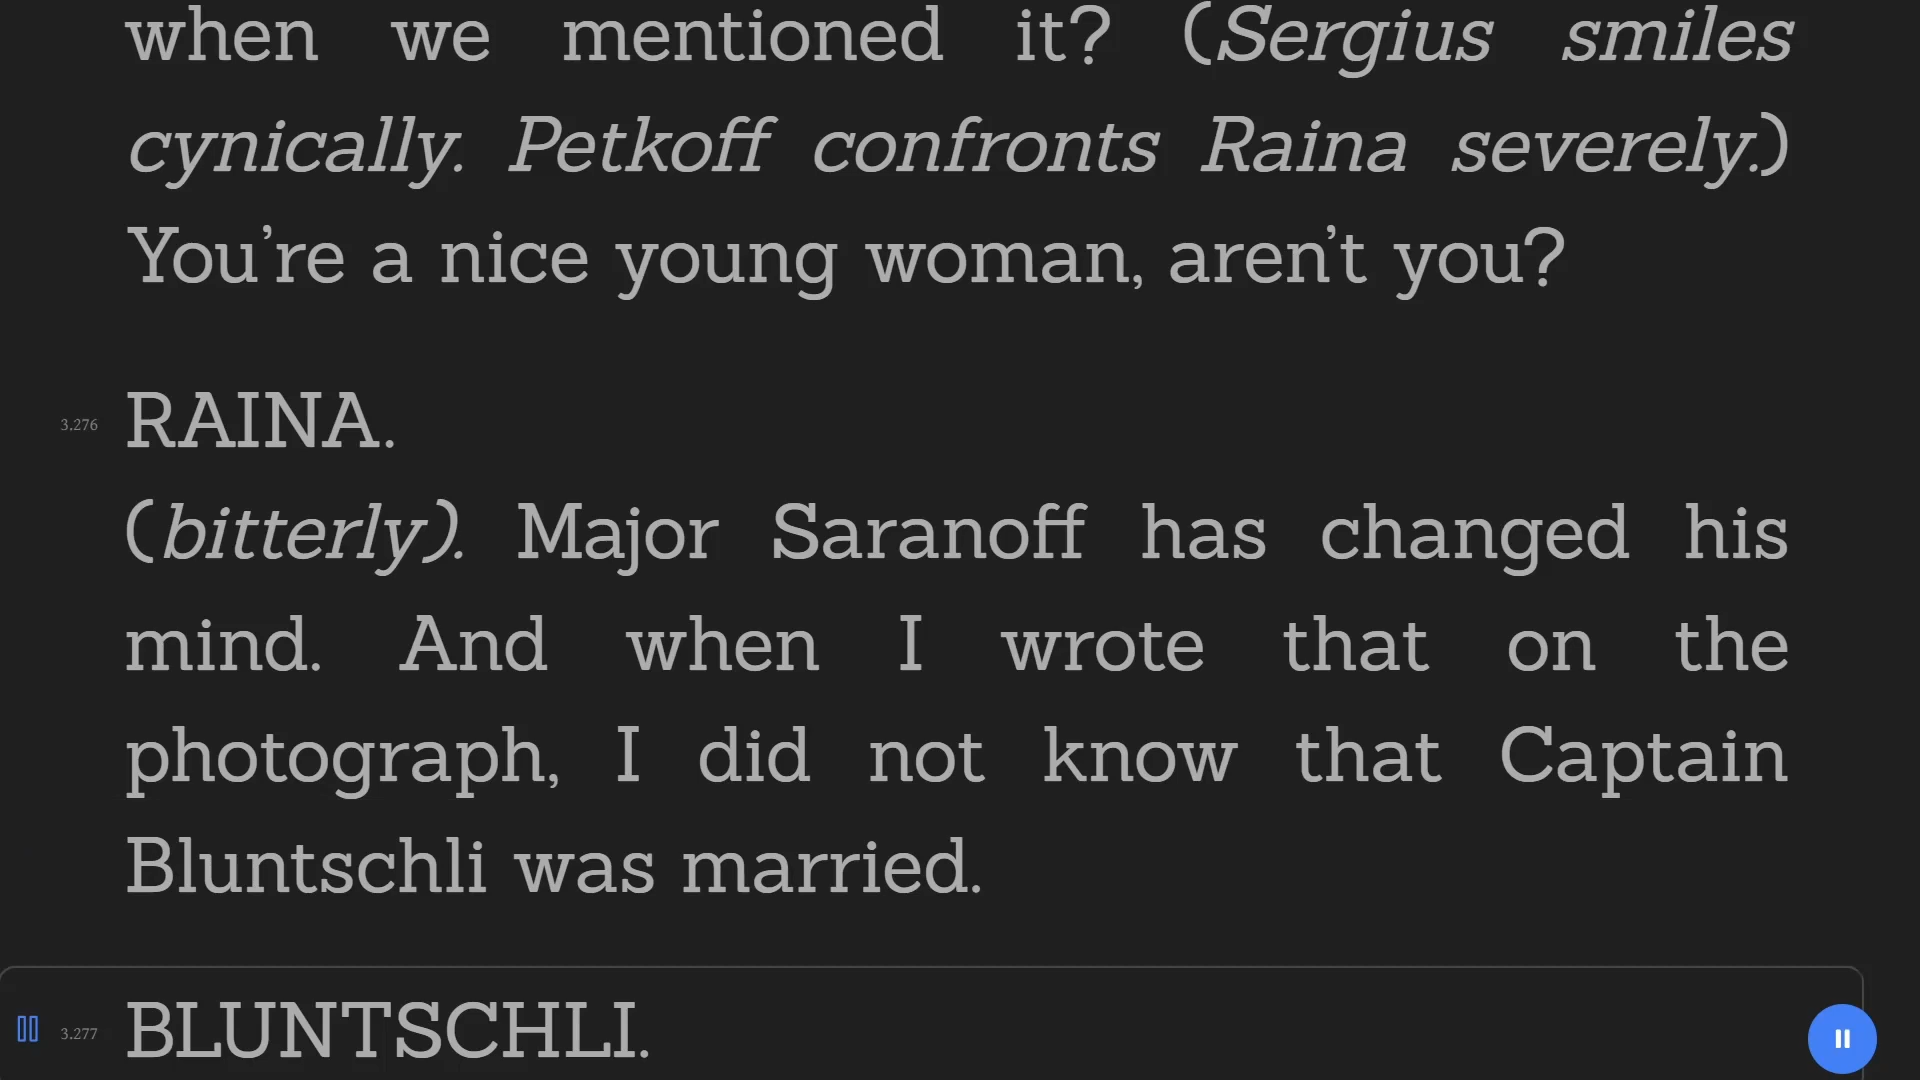 when we mentioned it? (Sergius smiles
cynically. Petkoff confronts Raina severely.)
You’re a nice young woman, aren’t you?
3.276 RAINA.
(bitterly). Major Saranoff has changed his
mind. And when I wrote that on the
photograph, I did not know that Captain
Bluntschli was married.
3.277 BLUNTSCHLI.